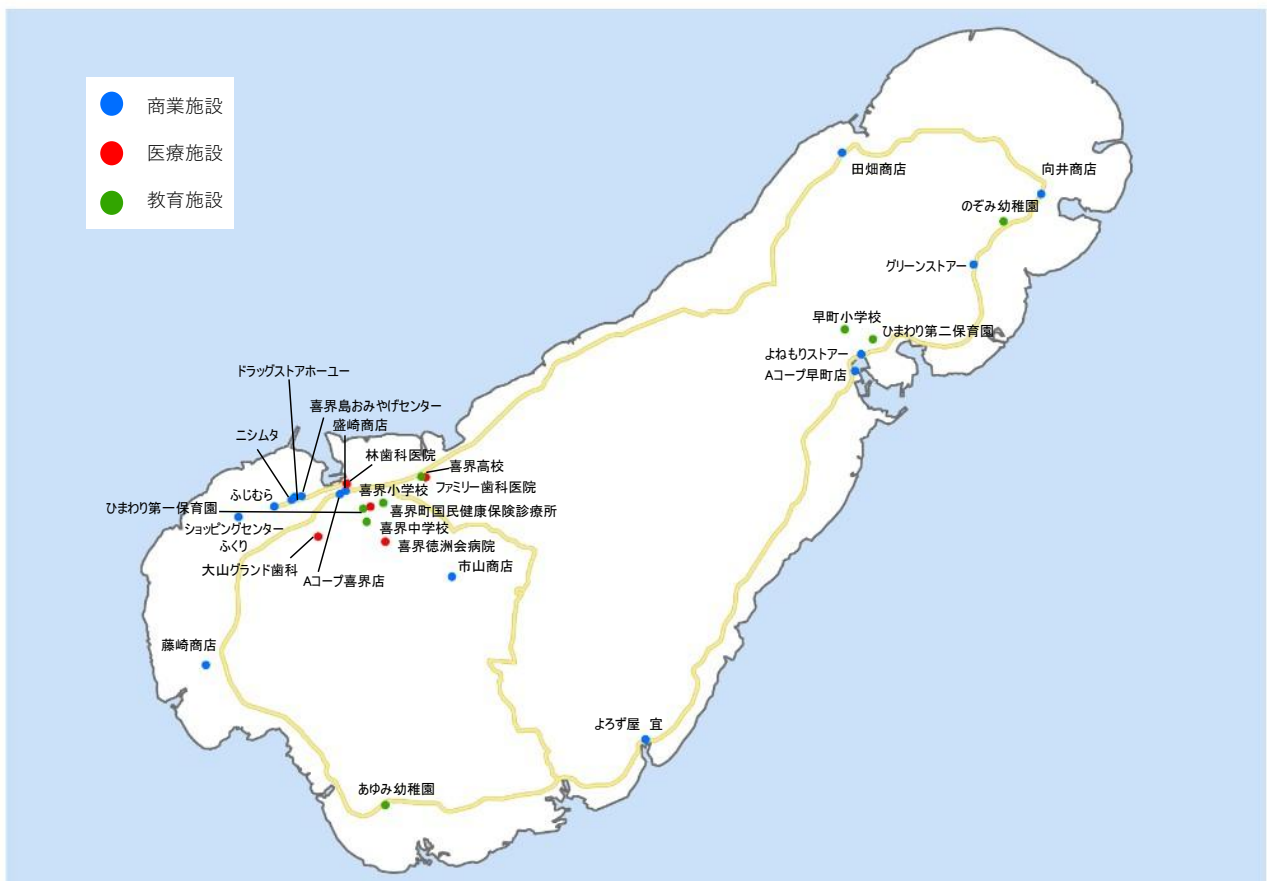 商業施設
医療施設
教育施設
田畑商店
向井商店
のぞみ幼稚園
グリーンストアー
早町小学校
ひまわり第二保育園
よねもりストアー
Aコープ早町店
ドラッグストアホーユー
喜界島おみやげセンター
盛崎商店
ニシムタ
林歯科医院
喜界高校
ファミリー歯科医院
喜界小学校
ふじむら
ひまわり第一保育園
喜界町国民健康保険診療所
ショッピングセンター
ふくり
喜界中学校
喜界徳洲会病院
大山グランド歯科
Aコープ喜界店
市山商店
藤崎商店
よろず屋 宜
あゆみ幼稚園